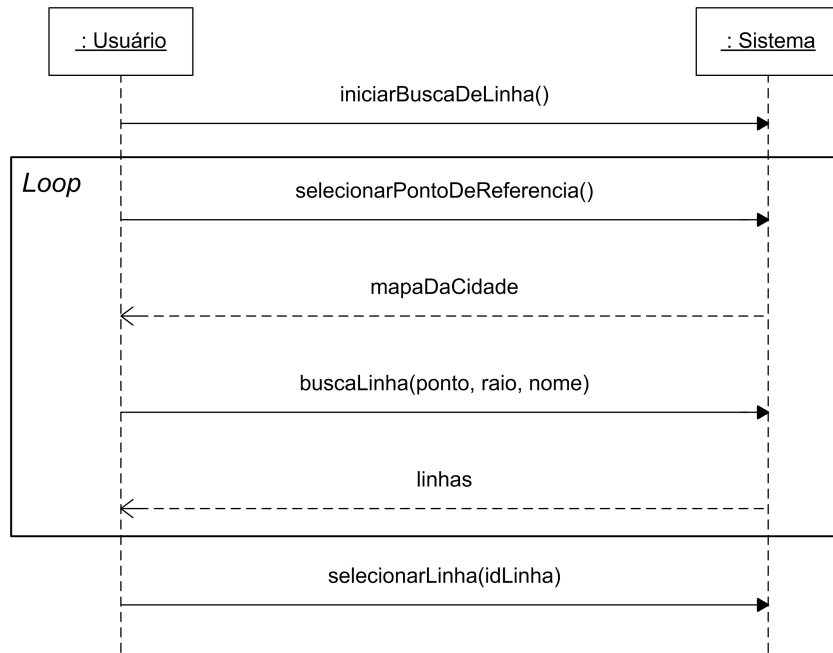 : Usuário
: Sistema
iniciarBuscaDeLinha()
Loop
selecionarPontoDeReferencia()
mapaDaCidade
buscaLinha(ponto, raio, nome)
linhas
selecionarLinha(idLinha)